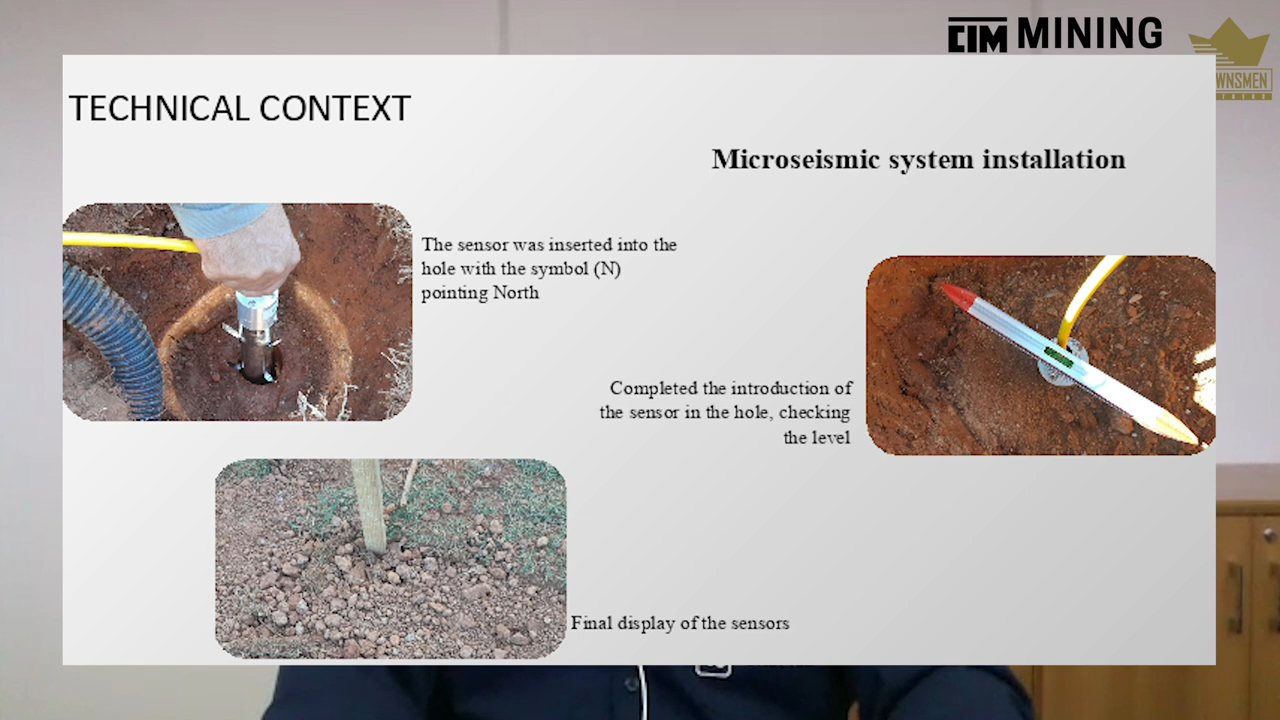 CIM MINING
WNSMEN
TECHNICAL CONTEXT
Microseismic system installation
The sensor was inserted into the
hole with the symbol (N)
pointing North
Completed the introduction of
the sensor in the hole, checking
the level
Final display of the sensors